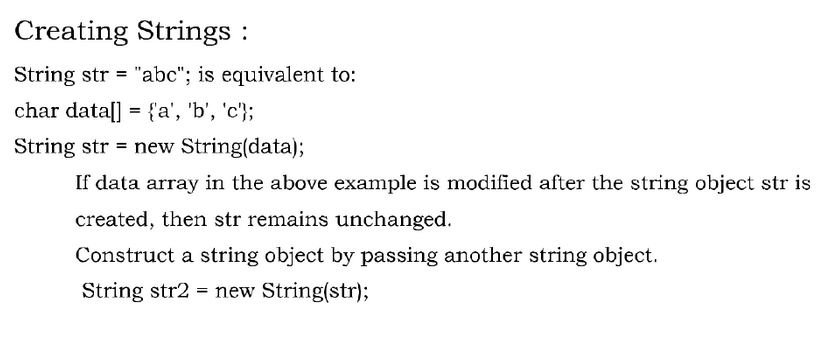 Creating Strings :
String str = "abc"; is equivalent to:
char data[] = {'a', 'b', 'c'};
String str = new String(data);
If data array in the above example is modified after the string object str is
created, then str remains unchanged.
Construct a string object by passing another string object.
String str2 = new String(str);